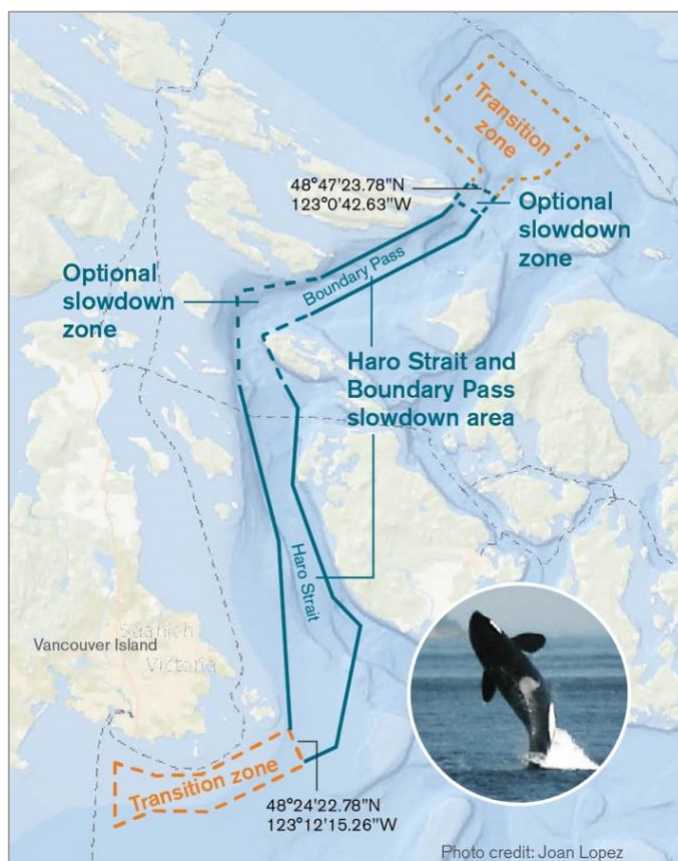 Transition
zone
48°47'23.78"N
123°0'42.63"W
Optional
slowdown
zone
Optional
slowdown
zone
Boundary Pass
Haro Strait and
Boundary Pass
slowdown area
Haro Strait
Vancouver Island
Saanich
Victoria
Transition zone
48°24'22.78"N
123°12'15.26"W
Photo credit: Joan Lopez